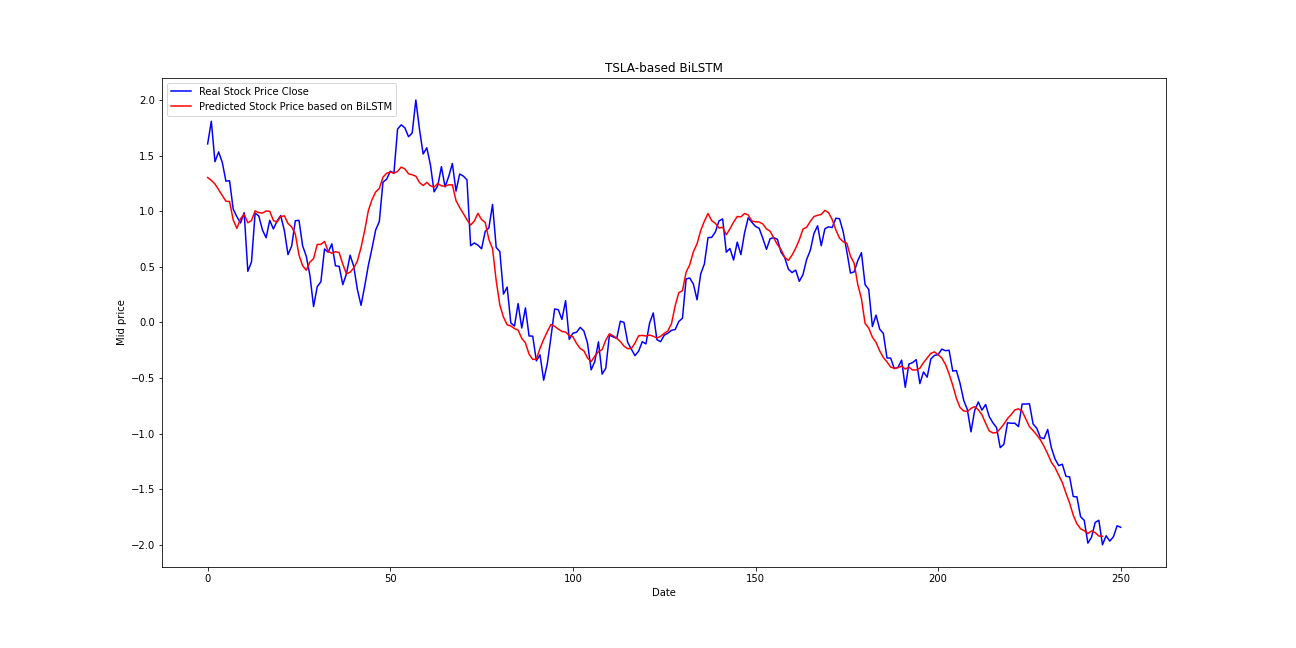 TSLA-based BiLSTM
Real Stock Price Close
Predicted Stock Price based on BiLSTM
2.0
1.5
1.0
0.5
0.0
−0.5
−1.0
−1.5
−2.0
Mid price
0 50 100 150 200 250
Date